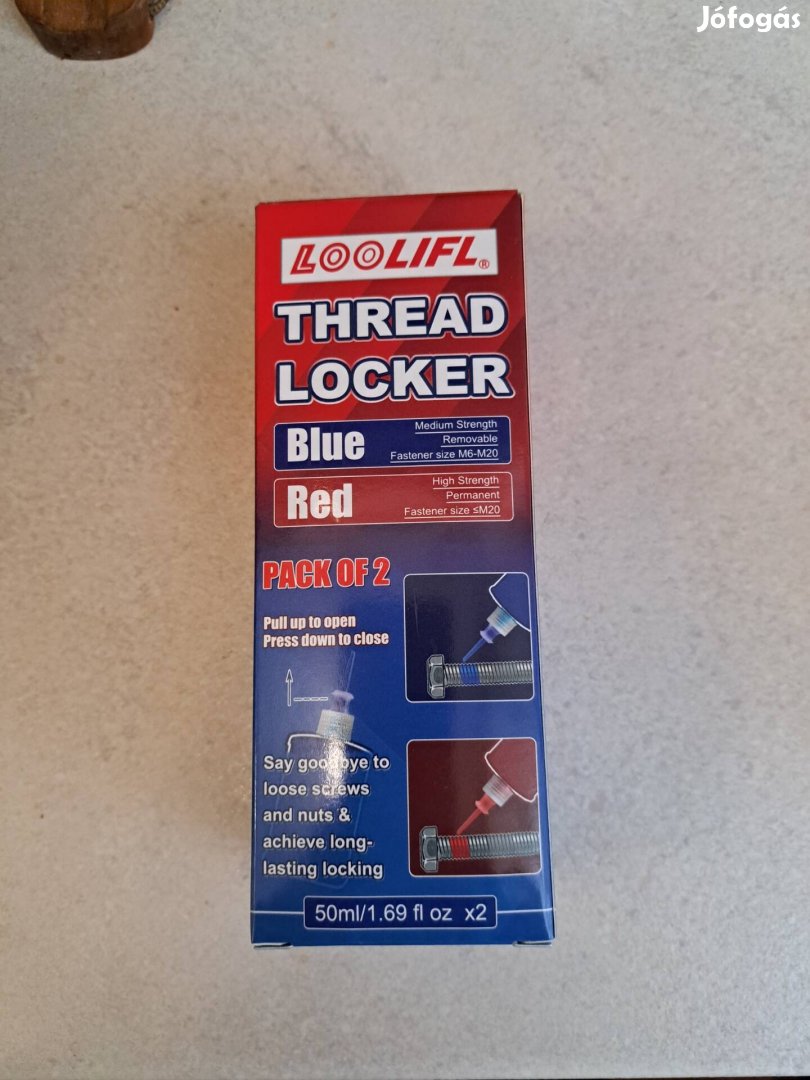 Jófogás
LOOLIFL®
THREAD
LOCKER
Blue
Medium Strength
Removable
Fastener size M6-M20
Red
High Strength
Permanent
Fastener size ≤M20
PACK OF 2
Pull up to open
Press down to close
Say goodbye to
loose screws
and nuts &
achieve long-
lasting locking
50ml/1.69 fl oz x2